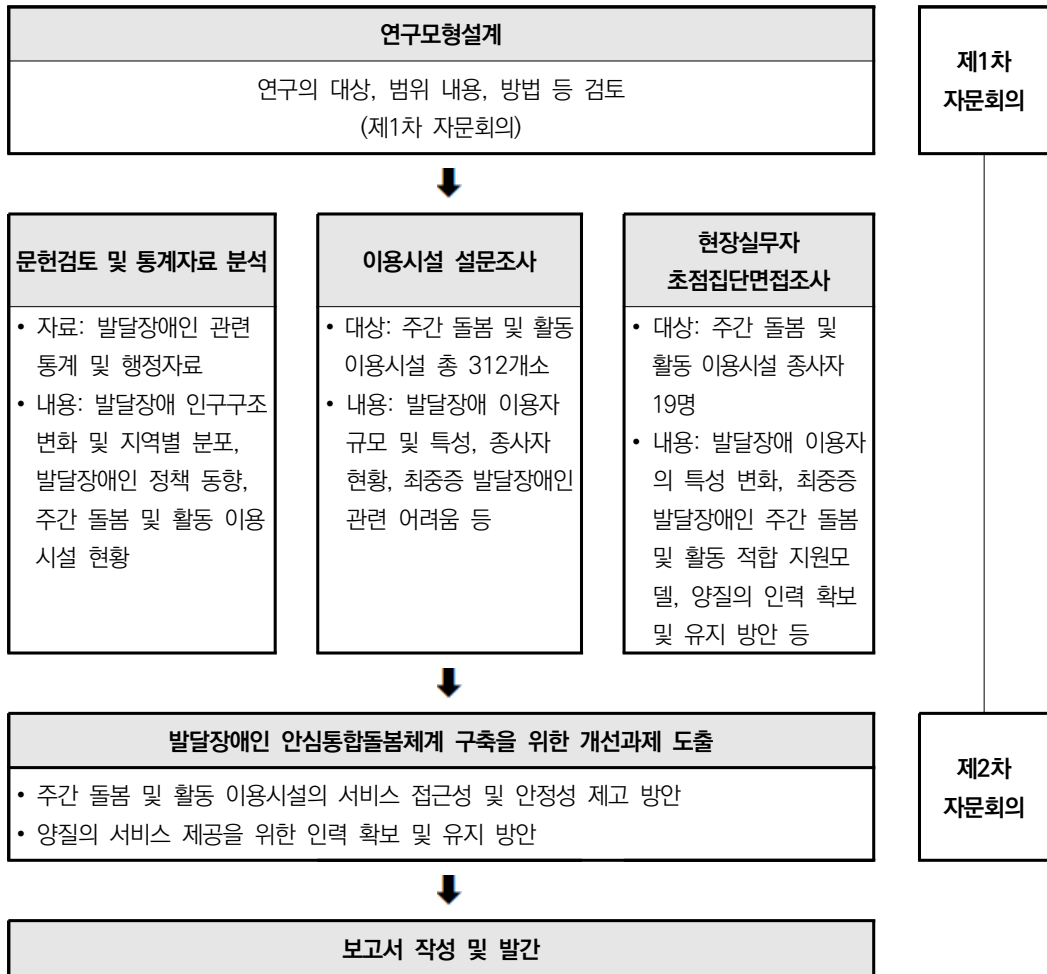 연구모형설계
연구의 대상, 범위 내용, 방법 등 검토
(제1차 자문회의)
제1차
자문회의
문헌검토 및 통계자료 분석
• 자료: 발달장애인 관련
통계 및 행정자료
• 내용: 발달장애 인구구조
변화 및 지역별 분포,
발달장애인 정책 동향,
주간 돌봄 및 활동 이용
시설 현황
이용시설 설문조사
• 대상: 주간 돌봄 및 활동
이용시설 총 312개소
• 내용: 발달장애 이용자
규모 및 특성, 종사자
현황, 최중증 발달장애인
관련 어려움 등
현장실무자
초점집단면접조사
• 대상: 주간 돌봄 및
활동 이용시설 종사자
19명
• 내용: 발달장애 이용자
의 특성 변화, 최중증
발달장애인 주간 돌봄
및 활동 적합 지원모
델, 양질의 인력 확보
및 유지 방안 등
발달장애인 안심통합돌봄체계 구축을 위한 개선과제 도출
• 주간 돌봄 및 활동 이용시설의 서비스 접근성 및 안정성 제고 방안
• 양질의 서비스 제공을 위한 인력 확보 및 유지 방안
제2차
자문회의
보고서 작성 및 발간